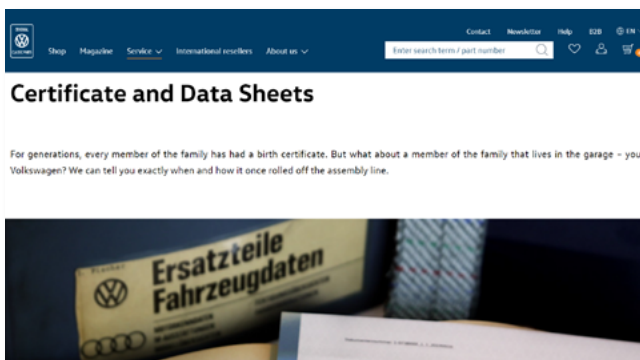 Contact Newsletter Help B2B EN
Shop Magazine Service International resellers About us
Enter search term / part number
Certificate and Data Sheets
For generations, every member of the family has had a birth certificate. But what about a member of the family that lives in the garage – you
Volkswagen? We can tell you exactly when and how it once rolled off the assembly line.
Ersatzteile
Fahrzeugdaten